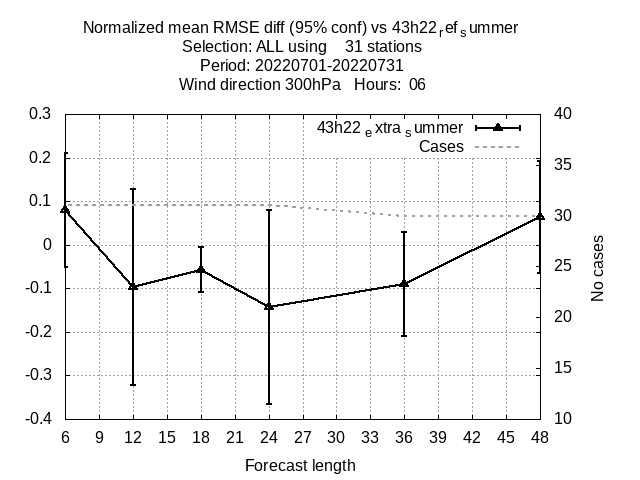 Normalized mean RMSE diff (95% conf) vs 43h22refsummer
Selection: ALL using 31 stations
Period: 20220701-20220731
Wind direction 300hPa Hours: 06
43h22extrasummer
Cases
0.3
0.2
0.1
0
-0.1
-0.2
-0.3
-0.4
40
35
30
25
20
15
10
No cases
6 9 12 15 18 21 24 27 30 33 36 39 42 45 48
Forecast length